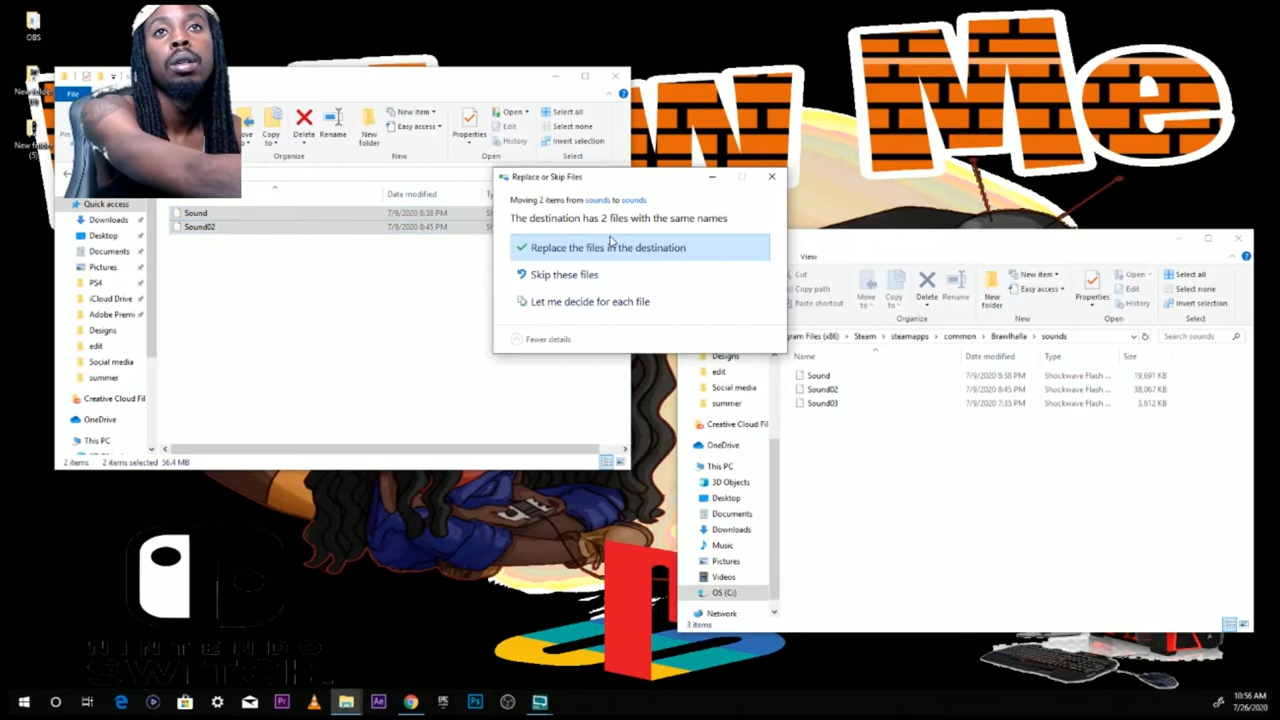 OBS
Me
File
Delete
Rename
Copy
To
New
folder
New item
Easy access
Properties
Open
Edit
History
Select all
Select none
Invert selection
Organize
New
Open
Select
Date modified
Quick access
Downloads
Desktop
Documents
Pictures
PS4
iCloud Drive
Adobe Premi
Designs
edit
Social media
summer
Creative Cloud Fil
OneDrive
This PC
Sound
7/9/2020 8:38 PM
Sound02
7/9/2020 8:45 PM
2 items
2 items selected 56.4 MB
Replace or Skip Files
Moving 2 items from sounds to sounds
The destination has 2 files with the same names
Replace the files in the destination
Skip these files
Let me decide for each file
Fewer details
View
Cut
Copy path
Paste shortcut
Move
to
Copy
to
Delete
Rename
New
folder
New item
Easy access
Properties
Open
Edit
History
Select all
Select none
Invert selection
Organize
New
Open
Select
gram Files (x86)
Steam
steamapps
common
Brawlhalla
sounds
Search sounds
Name
Date modified
Type
Size
Sound 7/9/2020 8:38 PM Shockwave Flash ... 19,691 KB
Sound02 7/9/2020 8:45 PM Shockwave Flash ... 38,067 KB
Sound03 7/9/2020 7:35 PM Shockwave Flash ... 3,612 KB
Designs
edit
Social media
summer
Creative Cloud Fil
OneDrive
This PC
3D Objects
Desktop
Documents
Downloads
Music
Pictures
Videos
OS (C:)
Network
3 items
NINTENDO
SWITCH
10:56 AM
7/26/2020